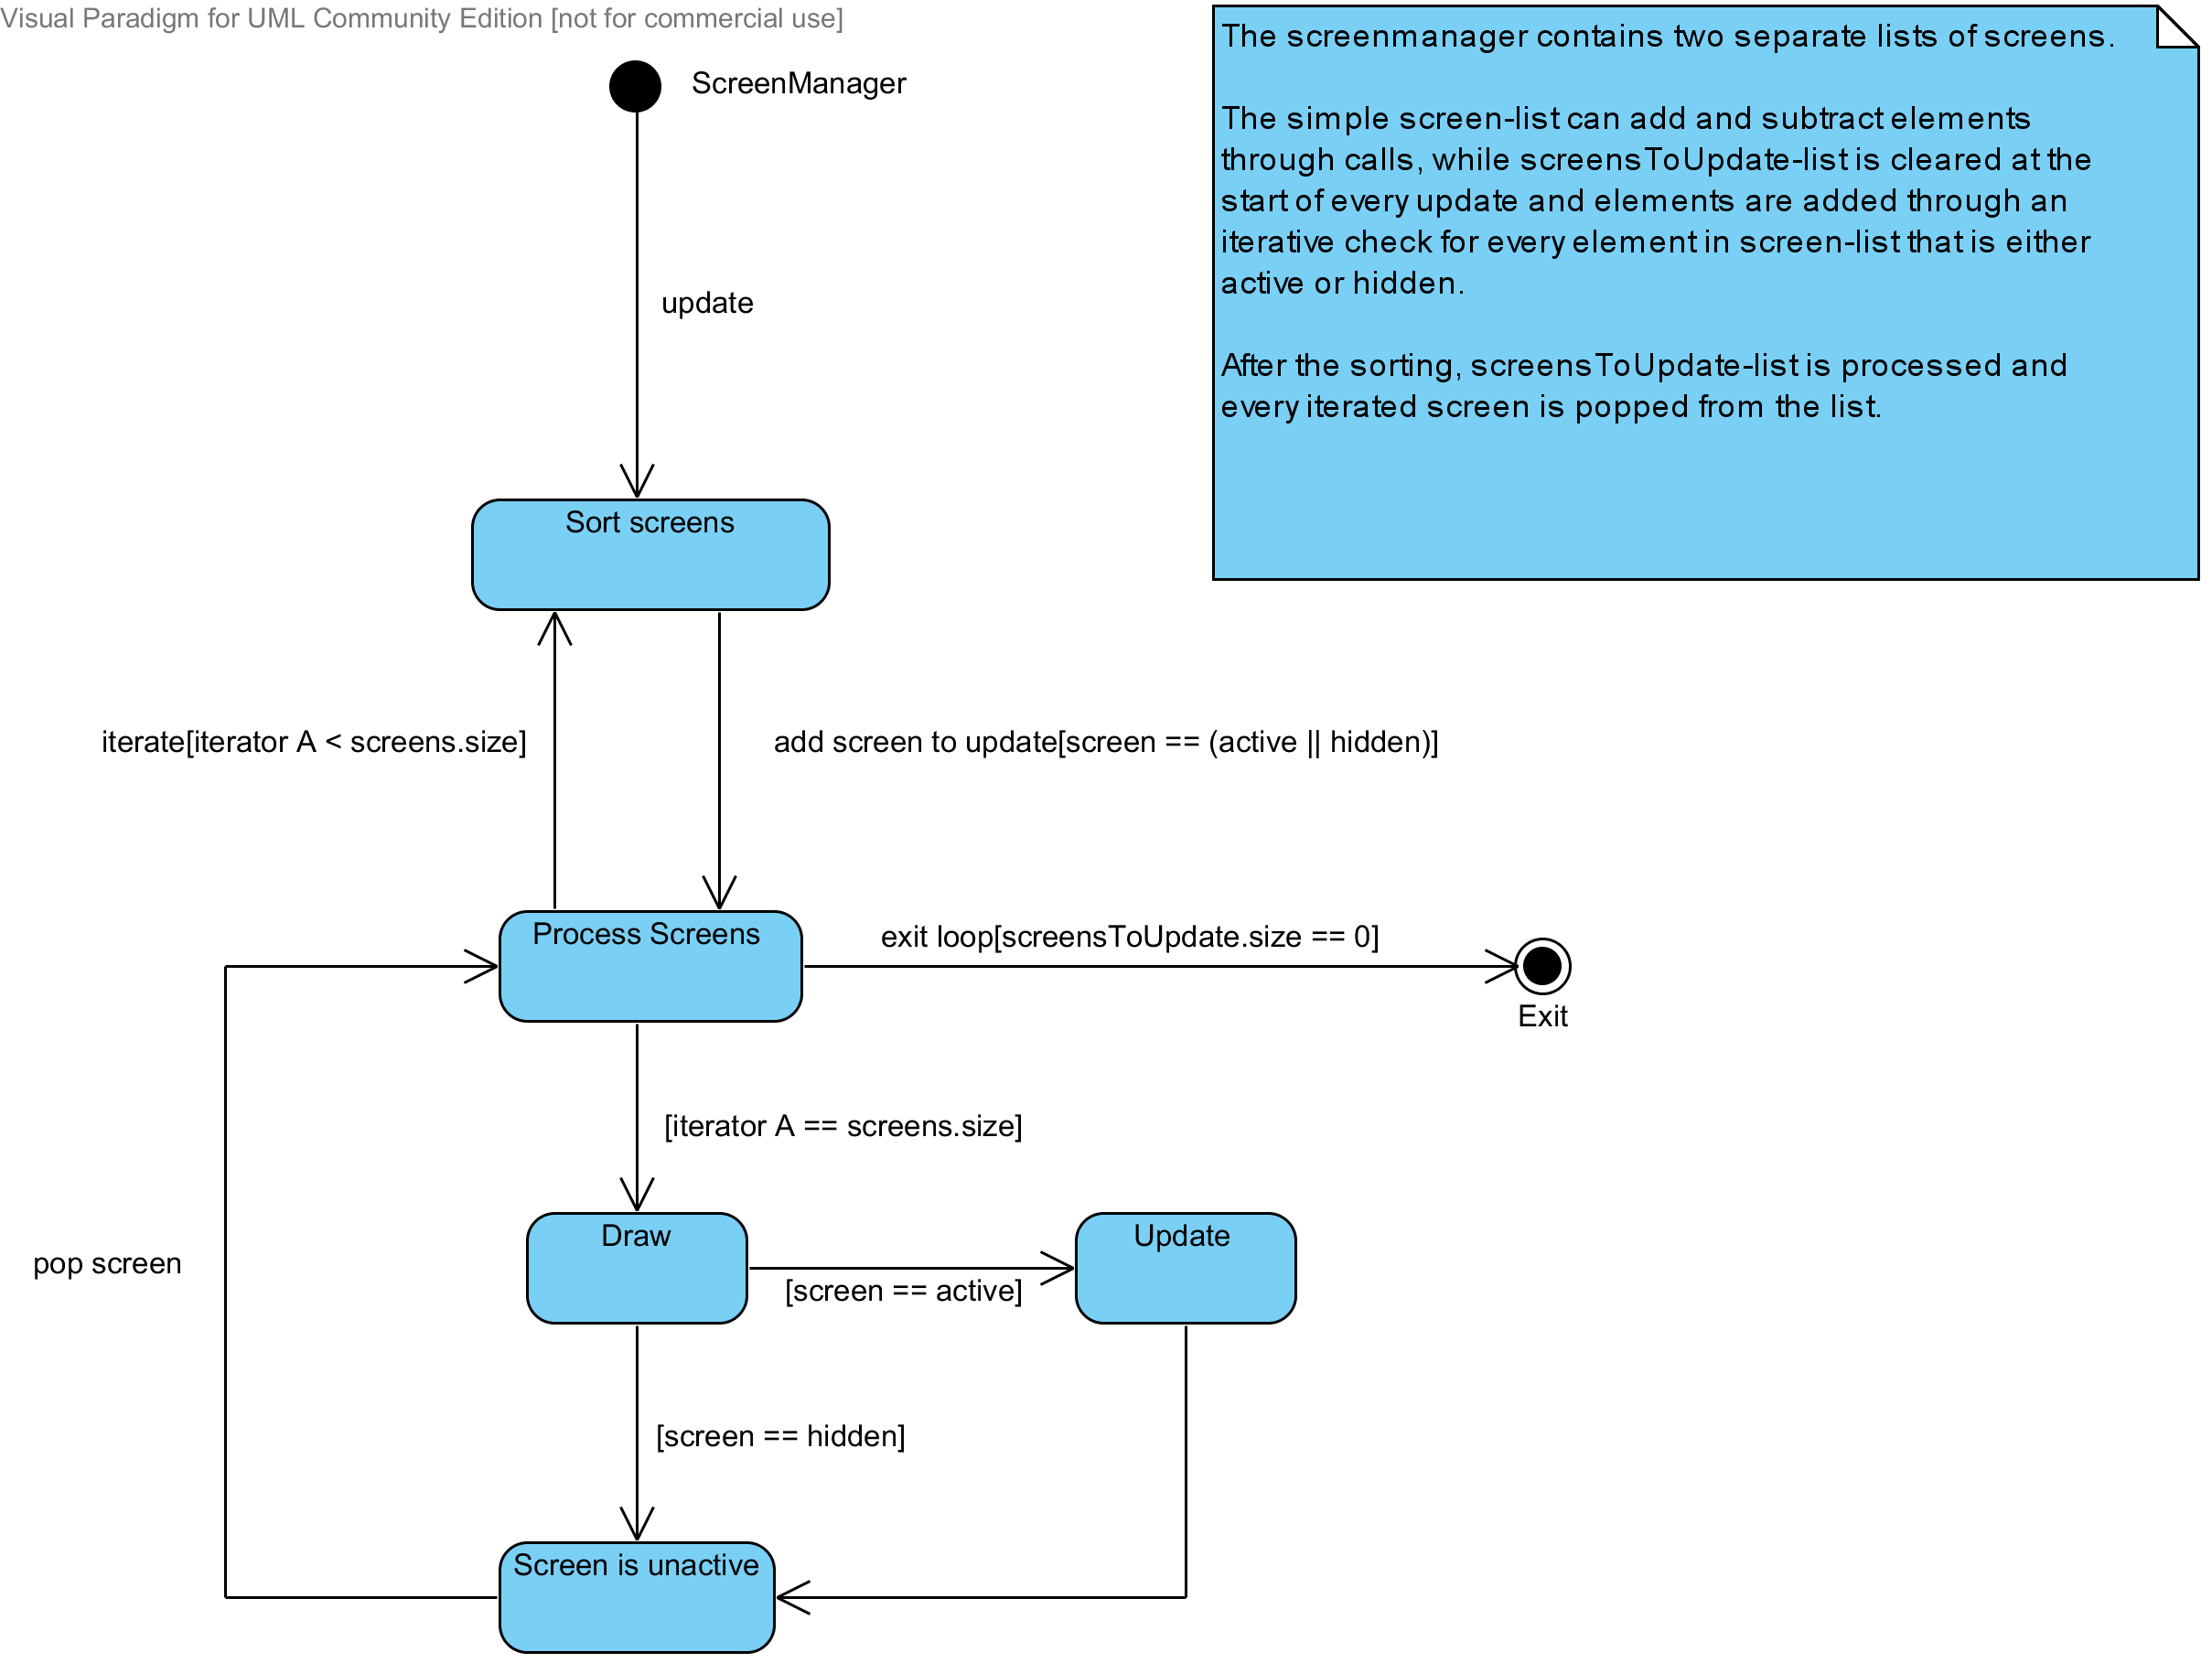 Visual Paradigm for UML Community Edition [not for commercial use]
ScreenManager
The screenmanager contains two separate lists of screens.
The simple screen-list can add and subtract elements
through calls, while screensToUpdate-list is cleared at the
start of every update and elements are added through an
iterative check for every element in screen-list that is either
active or hidden.
After the sorting, screensToUpdate-list is processed and
every iterated screen is popped from the list.
update
Sort screens
iterate[iterator A < screens.size]
add screen to update[screen == (active || hidden)]
Process Screens
exit loop[screensToUpdate.size == 0]
Exit
[iterator A == screens.size]
Draw
Update
[screen == active]
pop screen
[screen == hidden]
Screen is unactive